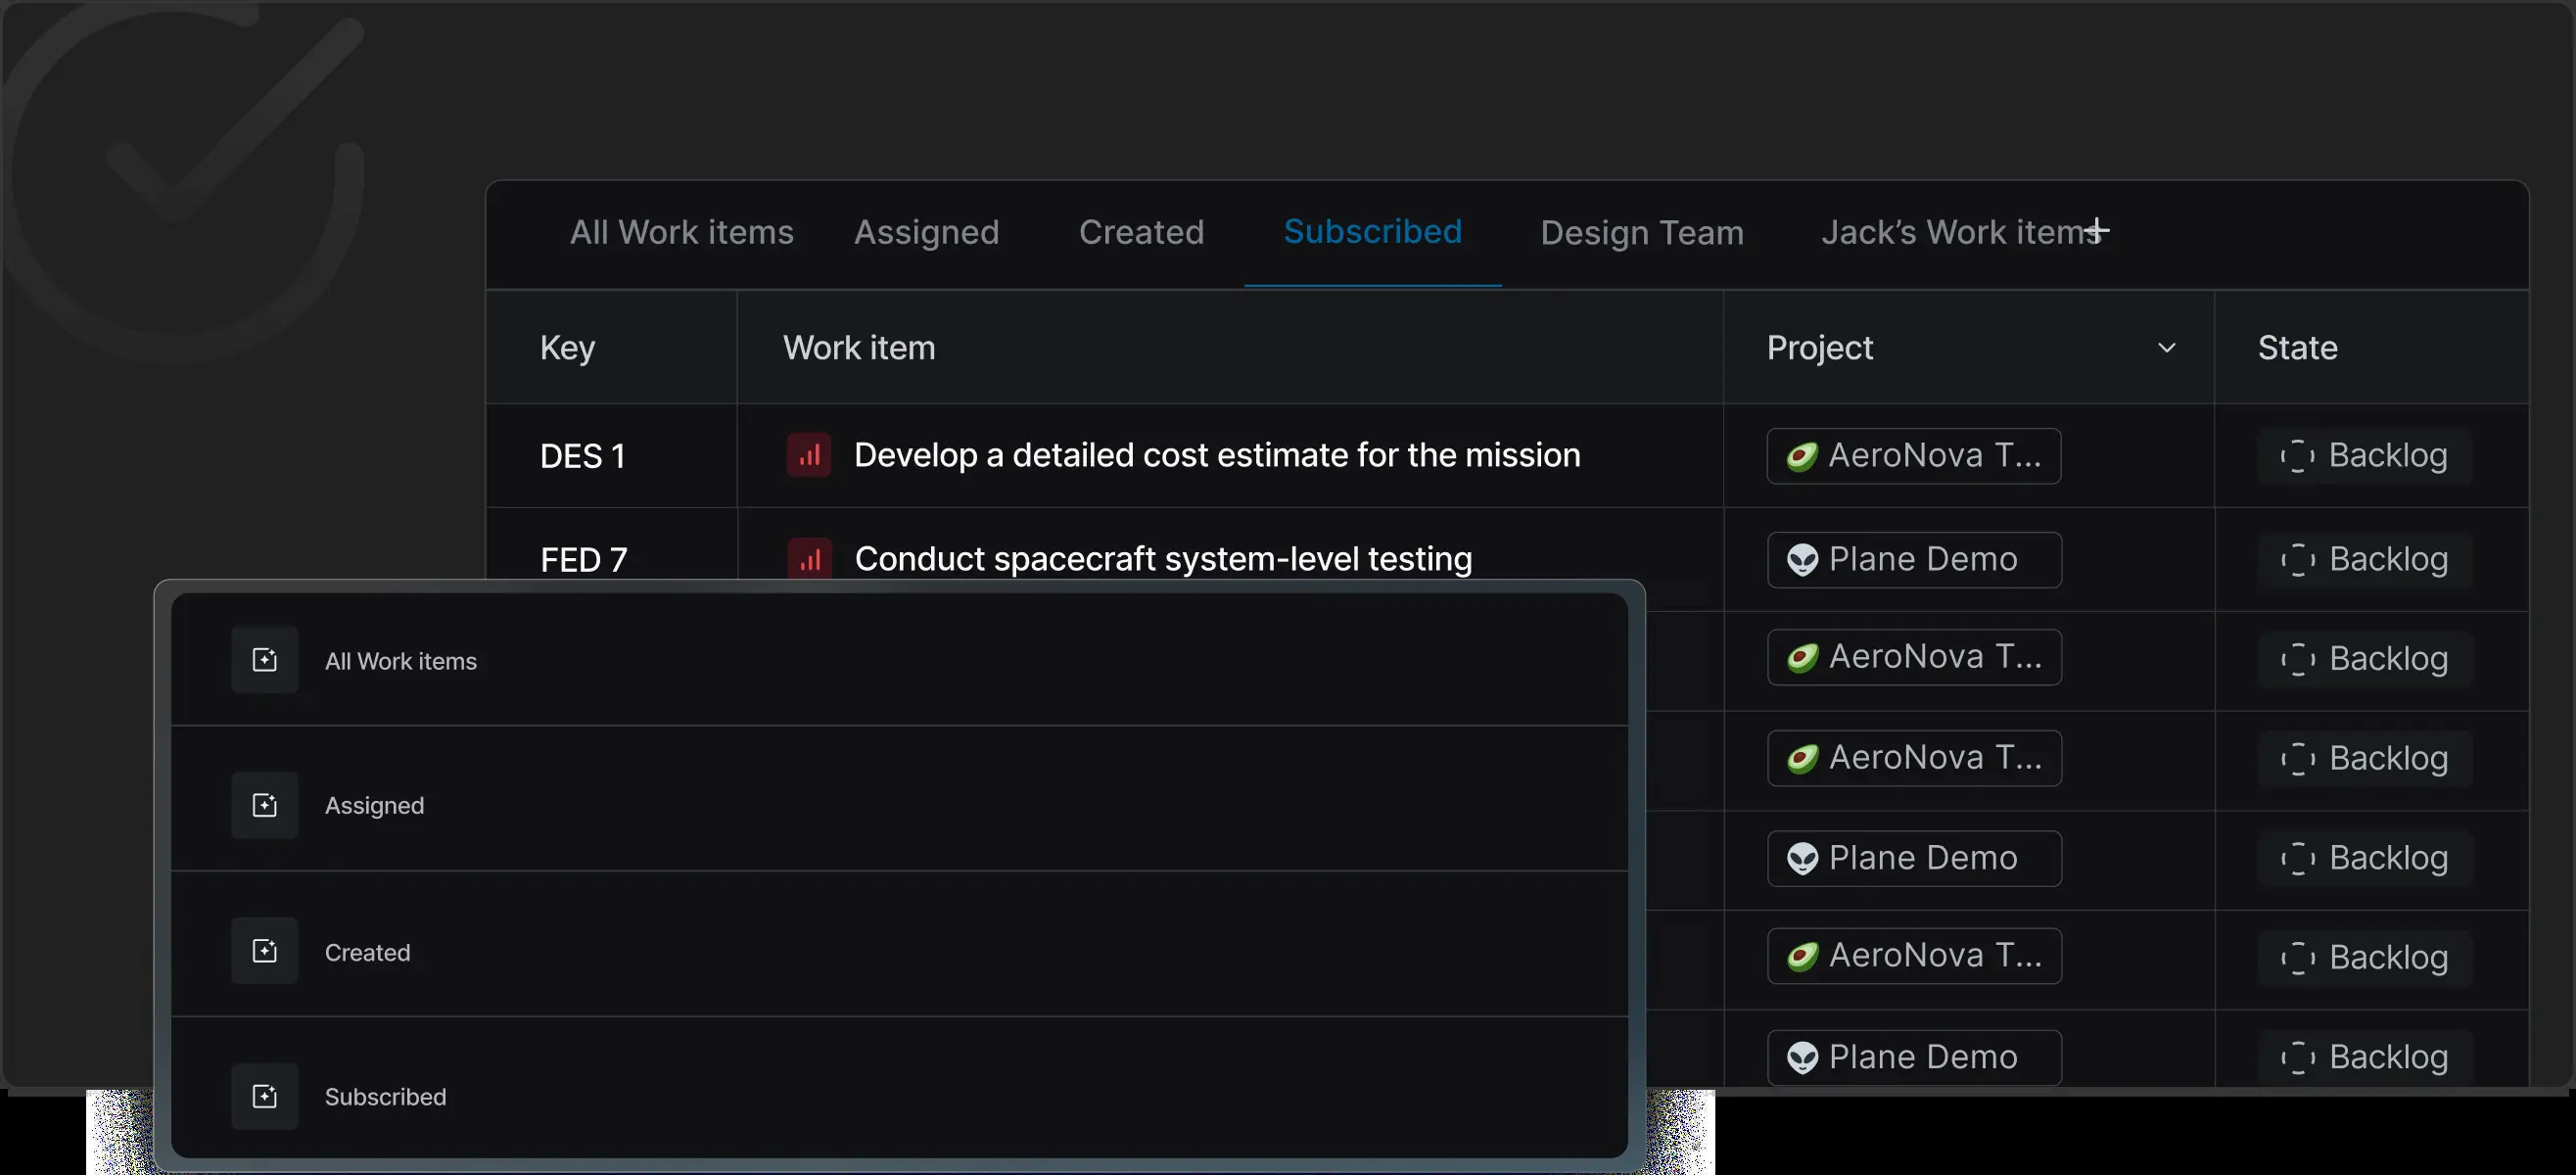 All Work items Assigned Created Subscribed Design Team Jack’s Work items
Key Work item Project State
DES 1 Develop a detailed cost estimate for the mission AeroNova T... Backlog
FED 7 Conduct spacecraft system-level testing Plane Demo Backlog
AeroNova T... Backlog
AeroNova T... Backlog
Plane Demo Backlog
AeroNova T... Backlog
Plane Demo Backlog
All Work items
Assigned
Created
Subscribed